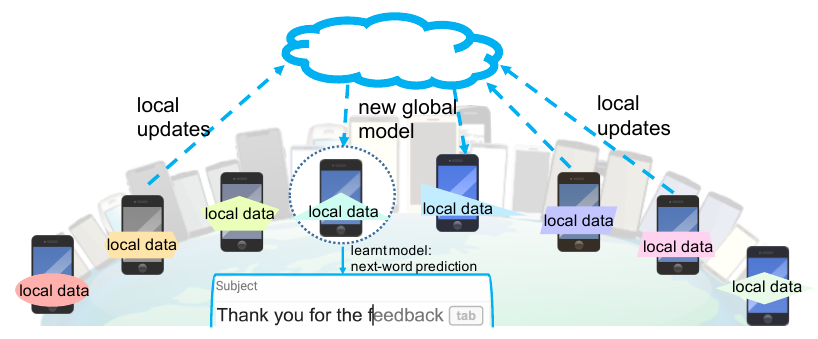 local
updates
new global
model
local
updates
local data
local data
local data
local data
local data
local data
local data
local data
learnt model:
next-word prediction
Subject
Thank you for the feedback tab